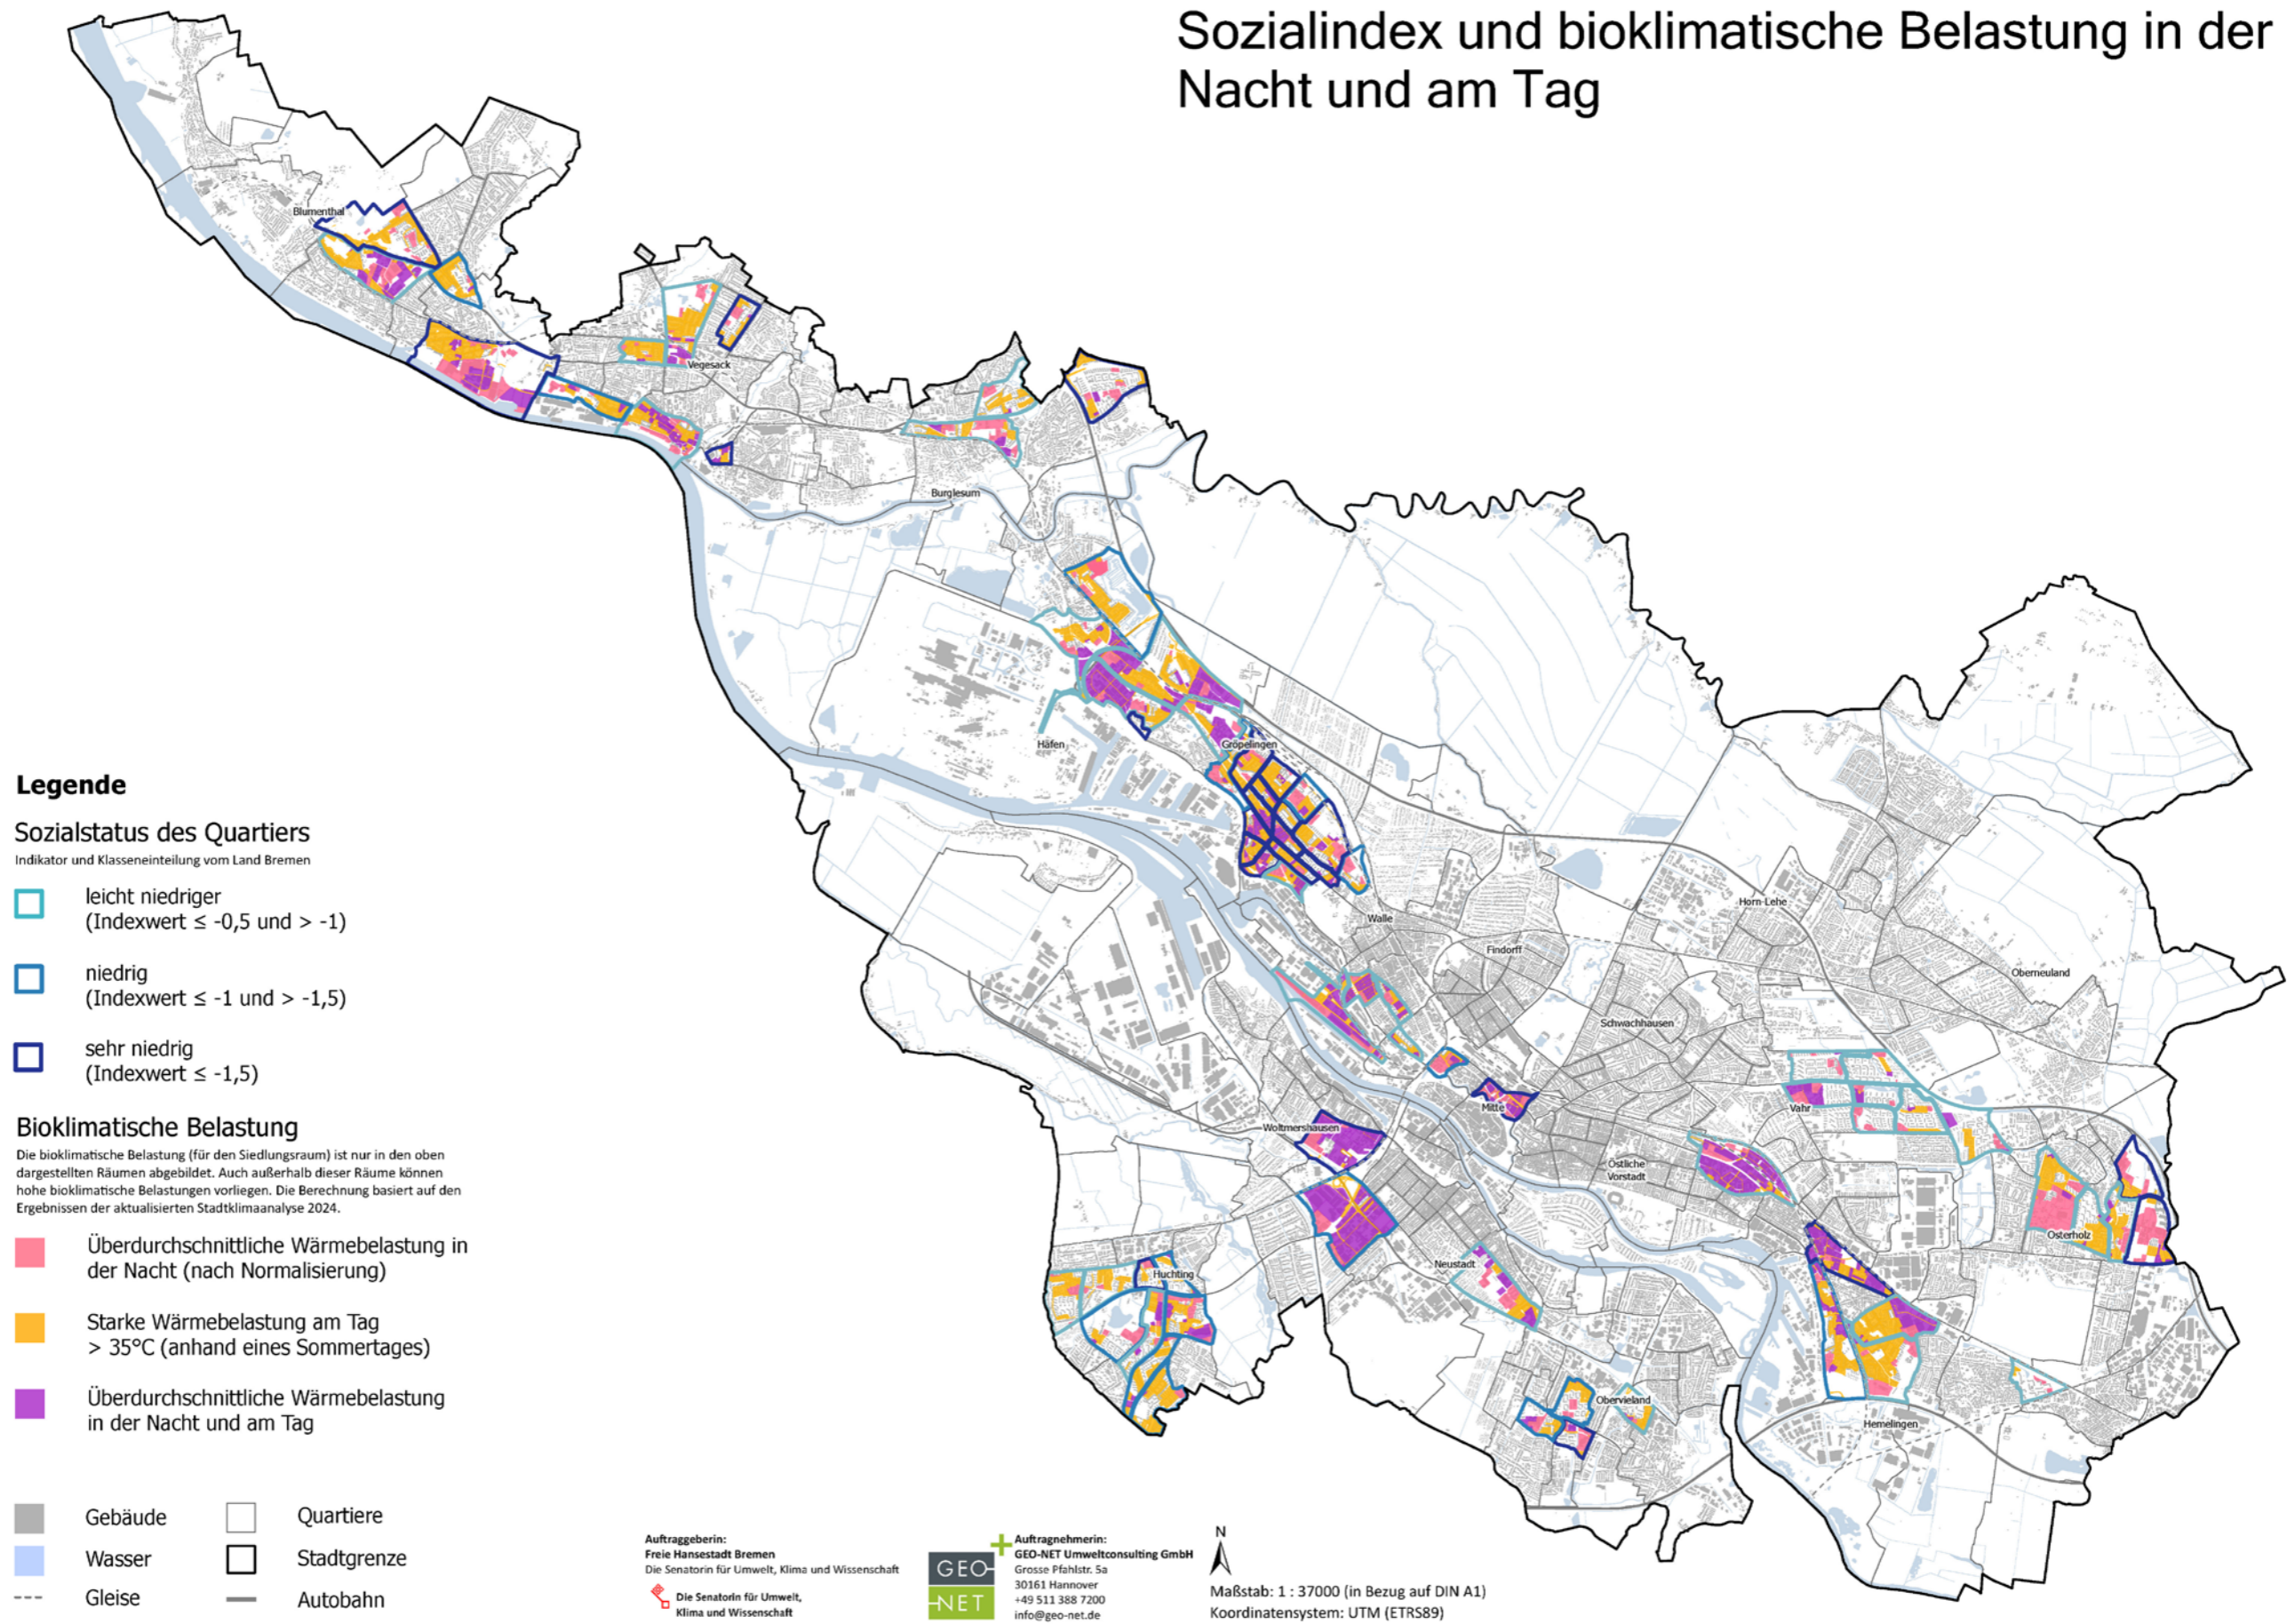 Sozialindex und bioklimatische Belastung in der
Nacht und am Tag
Blumenthal
Vegesack
Burglesum
Häfen
Gröpelingen
Walle
Findorff
Horn-Lehe
Oberneuland
Schwachhausen
Mitte
Vahr
Woltmershausen
Östliche
Vorstadt
Osterholz
Neustadt
Huchting
Obervieland
Hemelingen
Legende
Sozialstatus des Quartiers
Indikator und Klasseneinteilung vom Land Bremen
leicht niedriger
(Indexwert ≤ -0,5 und > -1)
niedrig
(Indexwert ≤ -1 und > -1,5)
sehr niedrig
(Indexwert ≤ -1,5)
Bioklimatische Belastung
Die bioklimatische Belastung (für den Siedlungsraum) ist nur in den oben
dargestellten Räumen abgebildet. Auch außerhalb dieser Räume können
hohe bioklimatische Belastungen vorliegen. Die Berechnung basiert auf den
Ergebnissen der aktualisierten Stadtklimaanalyse 2024.
Überdurchschnittliche Wärmebelastung in
der Nacht (nach Normalisierung)
Starke Wärmebelastung am Tag
> 35°C (anhand eines Sommertages)
Überdurchschnittliche Wärmebelastung
in der Nacht und am Tag
Gebäude
Quartiere
Wasser
Stadtgrenze
Gleise
Autobahn
Auftraggeberin:
Freie Hansestadt Bremen
Die Senatorin für Umwelt, Klima und Wissenschaft
Die Senatorin für Umwelt,
Klima und Wissenschaft
GEO
NET
Auftragnehmerin:
GEO-NET Umweltconsulting GmbH
Grosse Pfahlstr. 5a
30161 Hannover
+49 511 388 7200
info@geo-net.de
N
Maßstab: 1 : 37000 (in Bezug auf DIN A1)
Koordinatensystem: UTM (ETRS89)